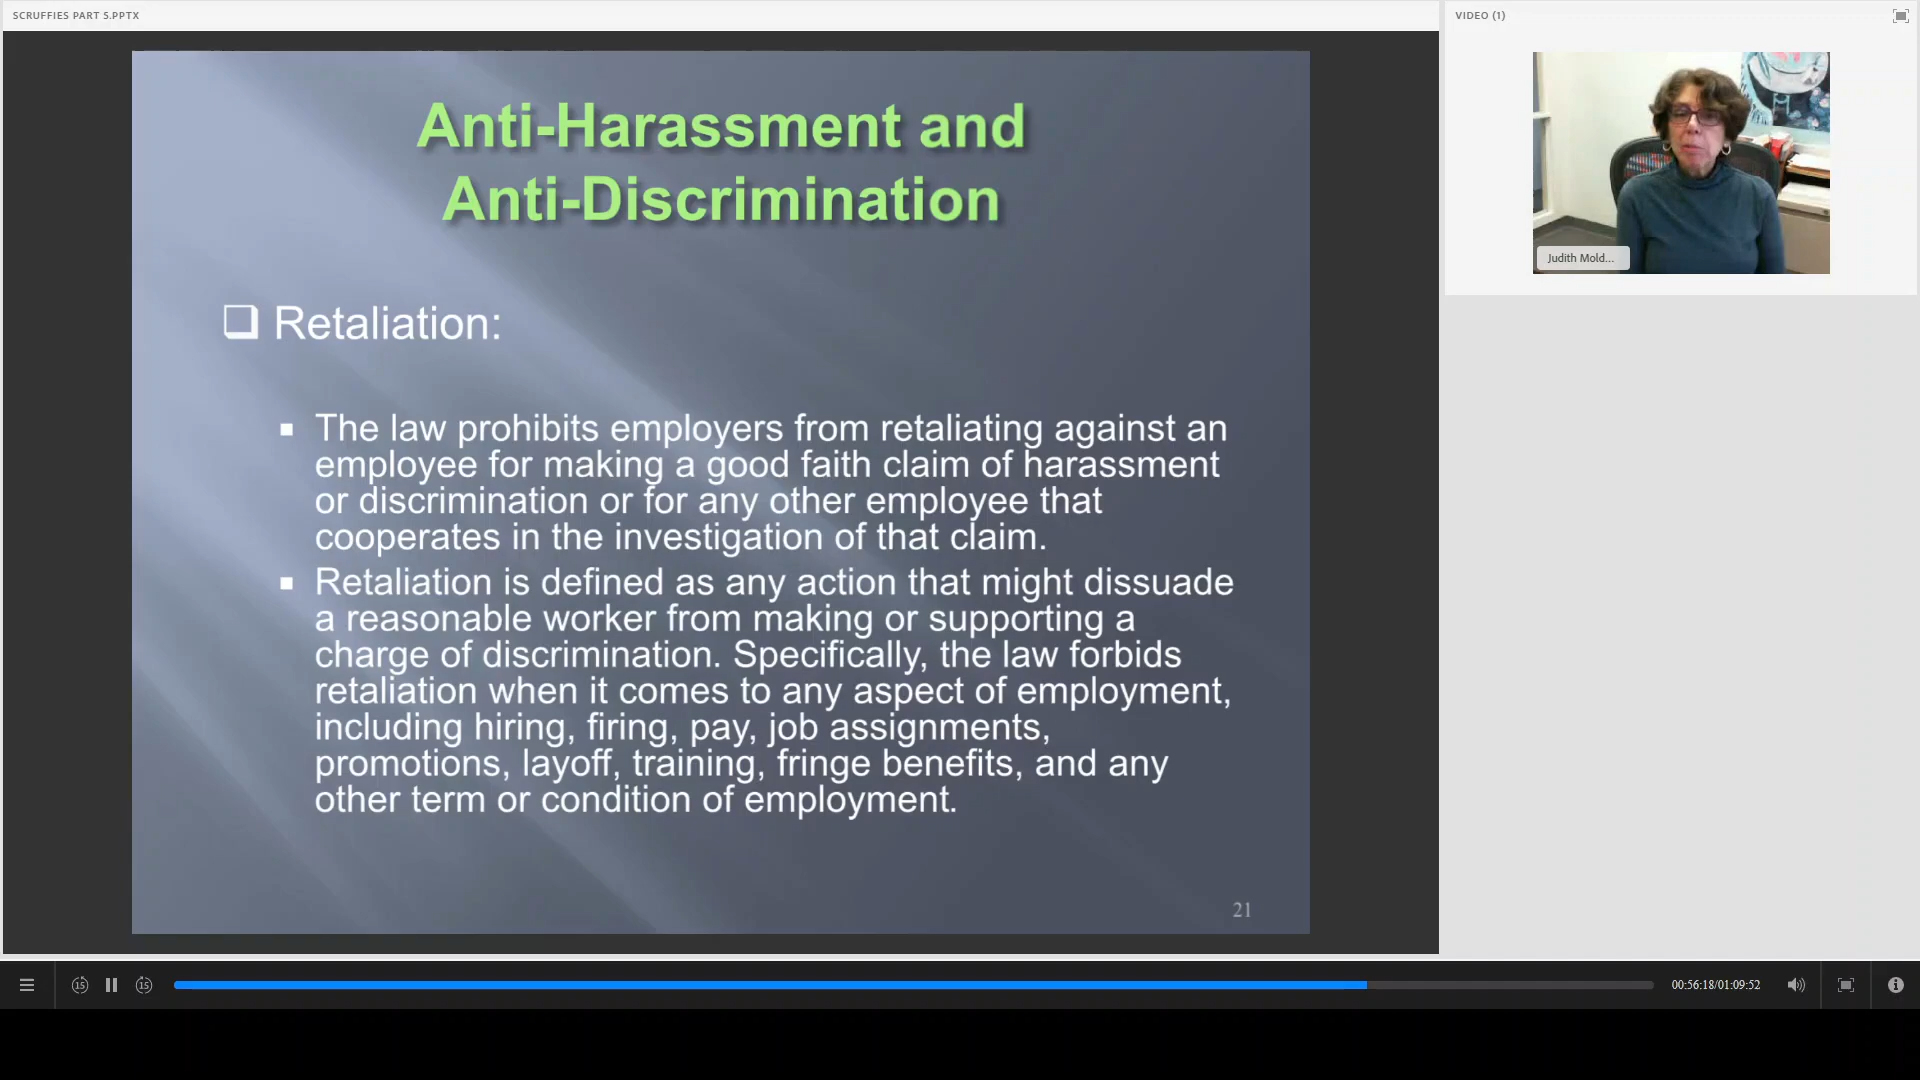 SCRUFFIES PART 5.PPTX
VIDEO (1)
Anti-Harassment and
Anti-Discrimination
Retaliation:
The law prohibits employers from retaliating against an
employee for making a good faith claim of harassment
or discrimination or for any other employee that
cooperates in the investigation of that claim.
Retaliation is defined as any action that might dissuade
a reasonable worker from making or supporting a
charge of discrimination. Specifically, the law forbids
retaliation when it comes to any aspect of employment,
including hiring, firing, pay, job assignments,
promotions, layoff, training, fringe benefits, and any
other term or condition of employment.
21
Judith Mold...
15
15
00:56:18/01:09:52